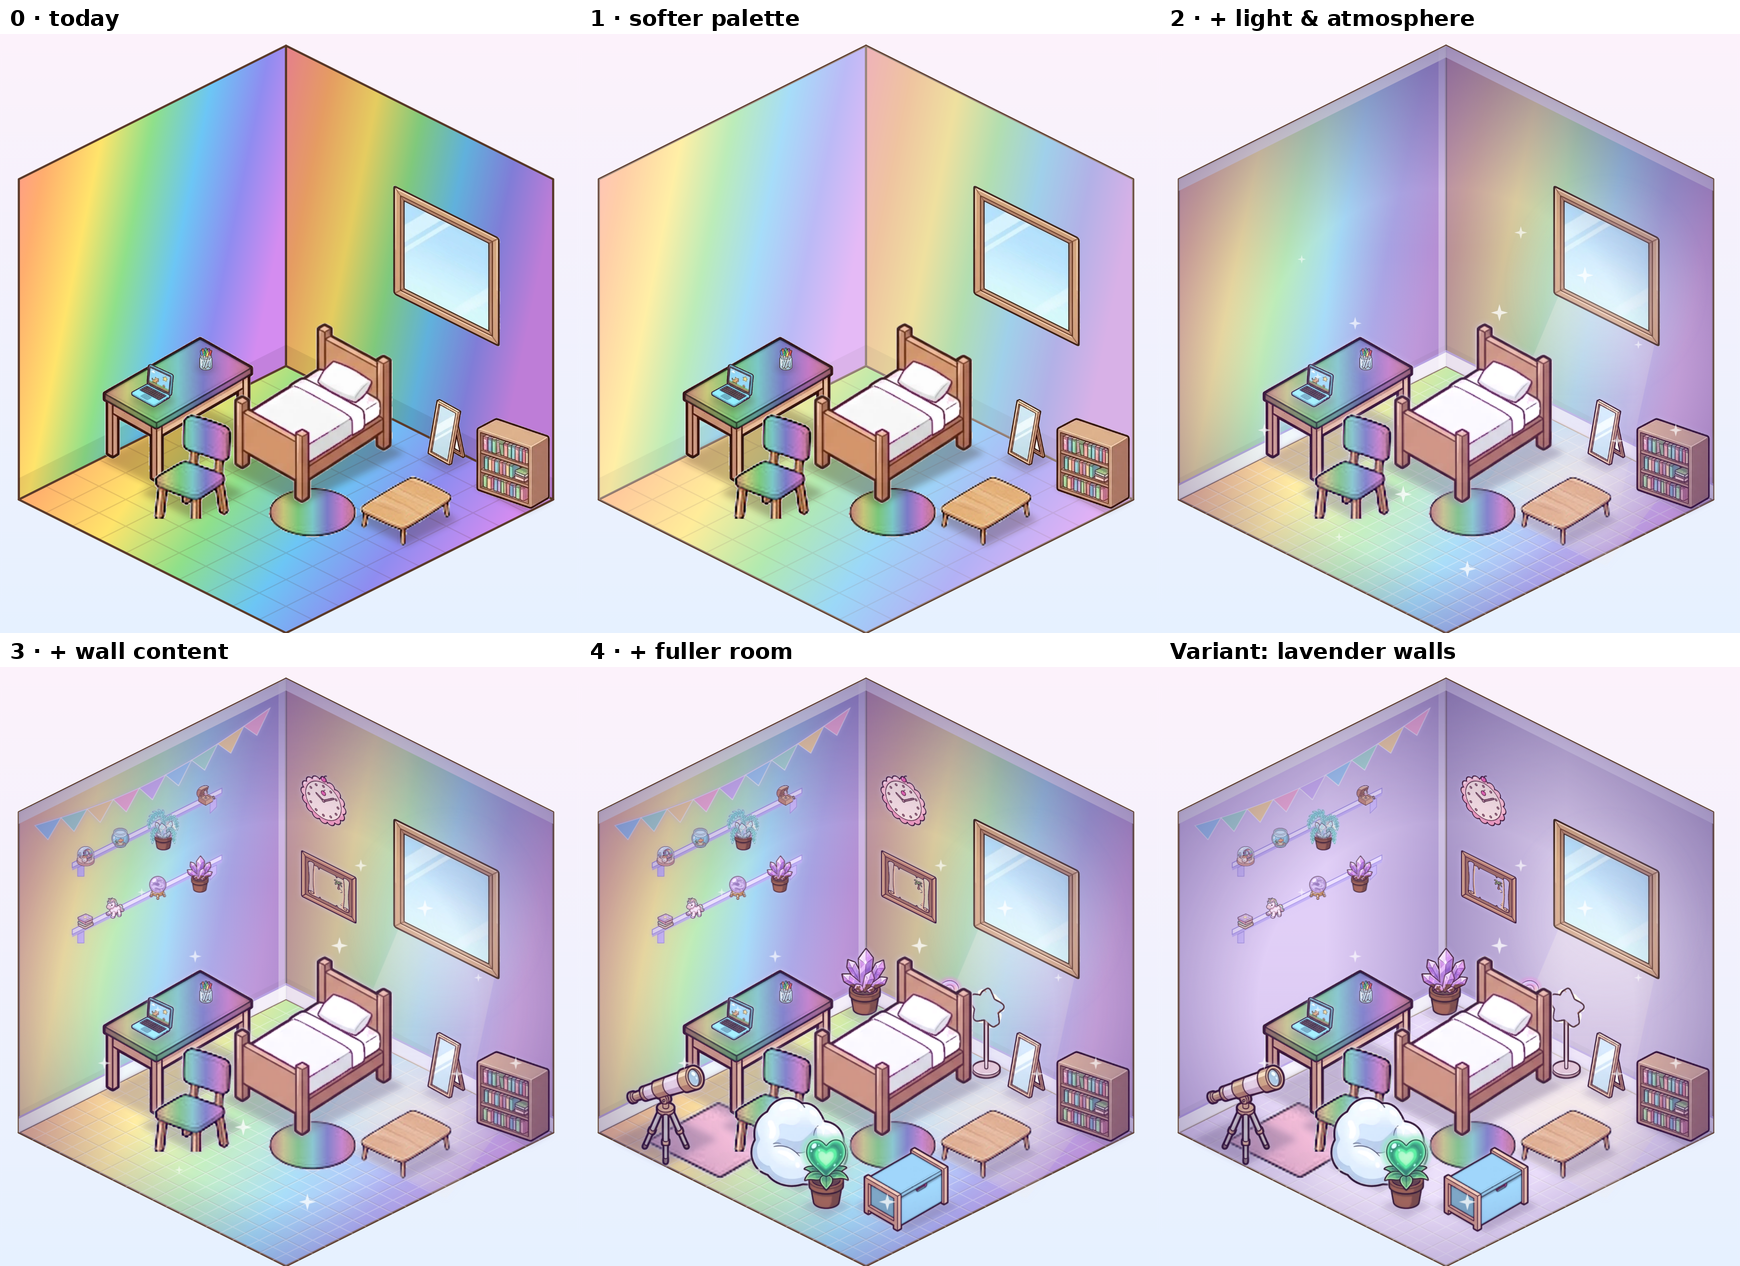 0 · today
1 · softer palette
2 · + light & atmosphere
3 · + wall content
4 · + fuller room
Variant: lavender walls